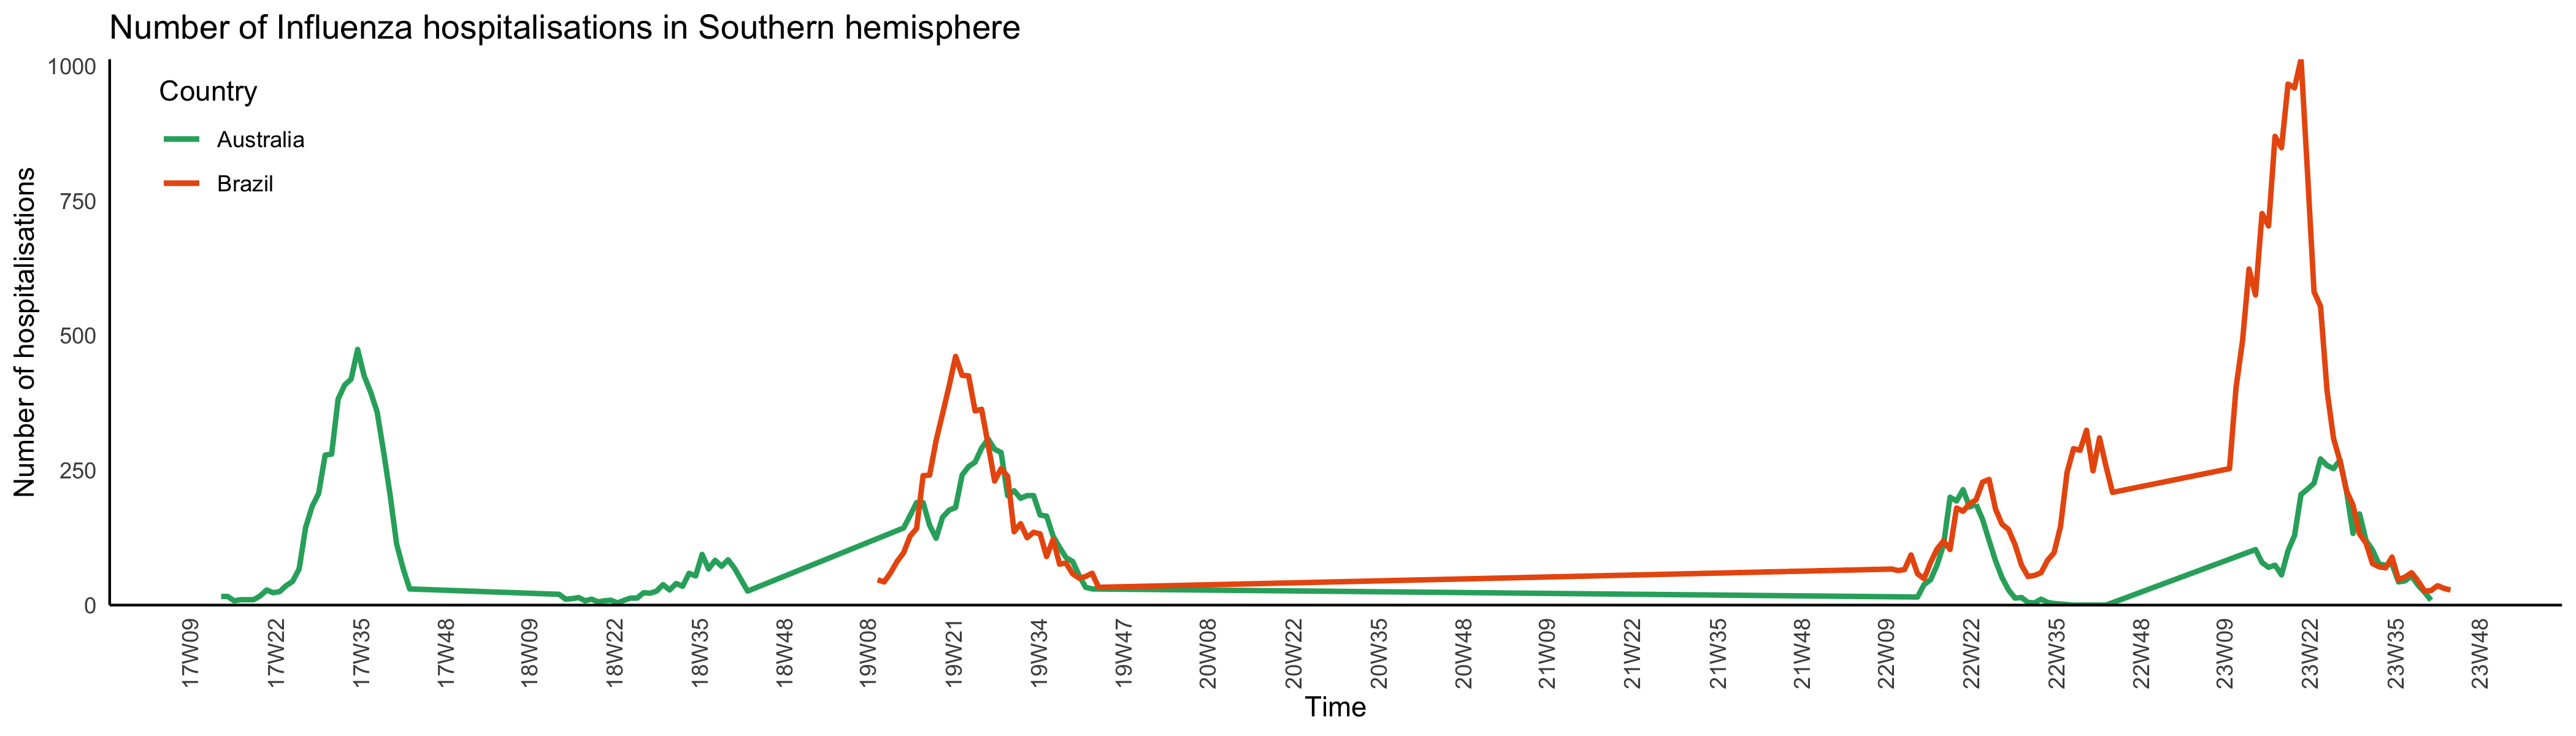 Number of Influenza hospitalisations in Southern hemisphere
Number of hospitalisations
1000
750
500
250
0
Country
Australia
Brazil
17W09
17W22
17W35
17W48
18W09
18W22
18W35
18W48
19W08
19W21
19W34
19W47
20W08
20W22
20W35
20W48
21W09
21W22
21W35
21W48
22W09
22W22
22W35
22W48
23W09
23W22
23W35
23W48
Time